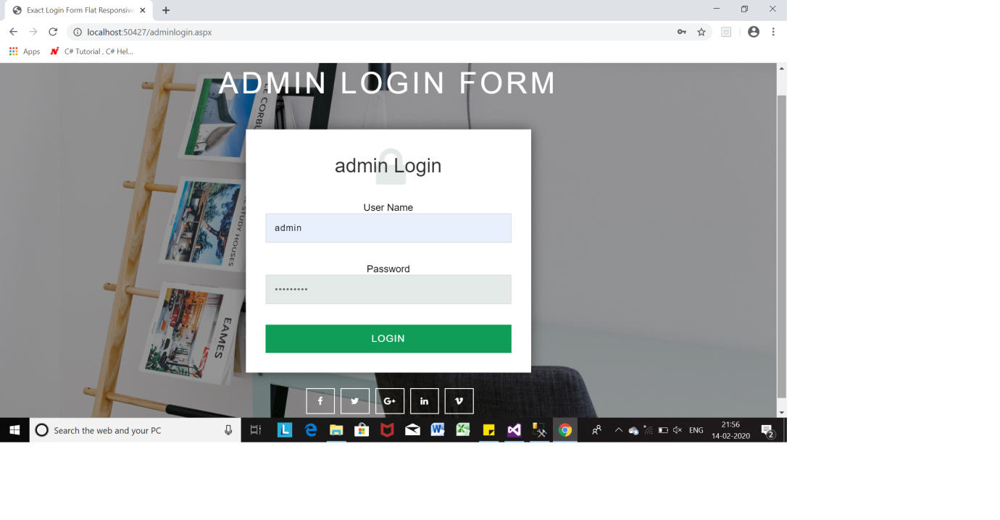 Exact Login Form Flat Responsive
localhost:50427/adminlogin.aspx
Apps
C# Tutorial , C# Hel...
ADMIN LOGIN FORM
LE CORBU
admin Login
User Name
admin
STUDY HOUSES
Password
•••••••••
EAMES
LOGIN
f
G+
in
Search the web and your PC
L
ENG
21:56
14-02-2020
2